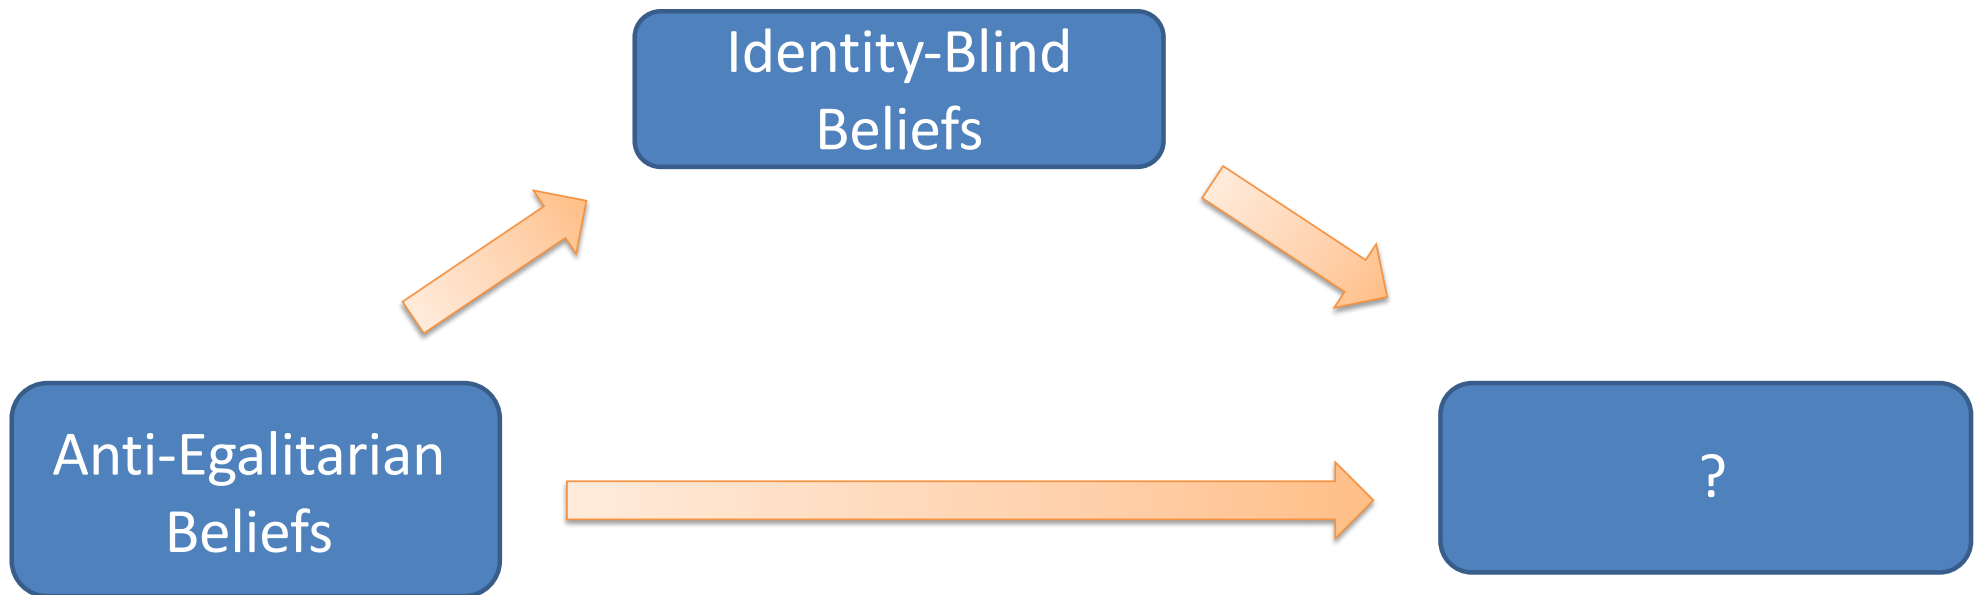 Identity-Blind
Beliefs
Anti-Egalitarian
Beliefs
?